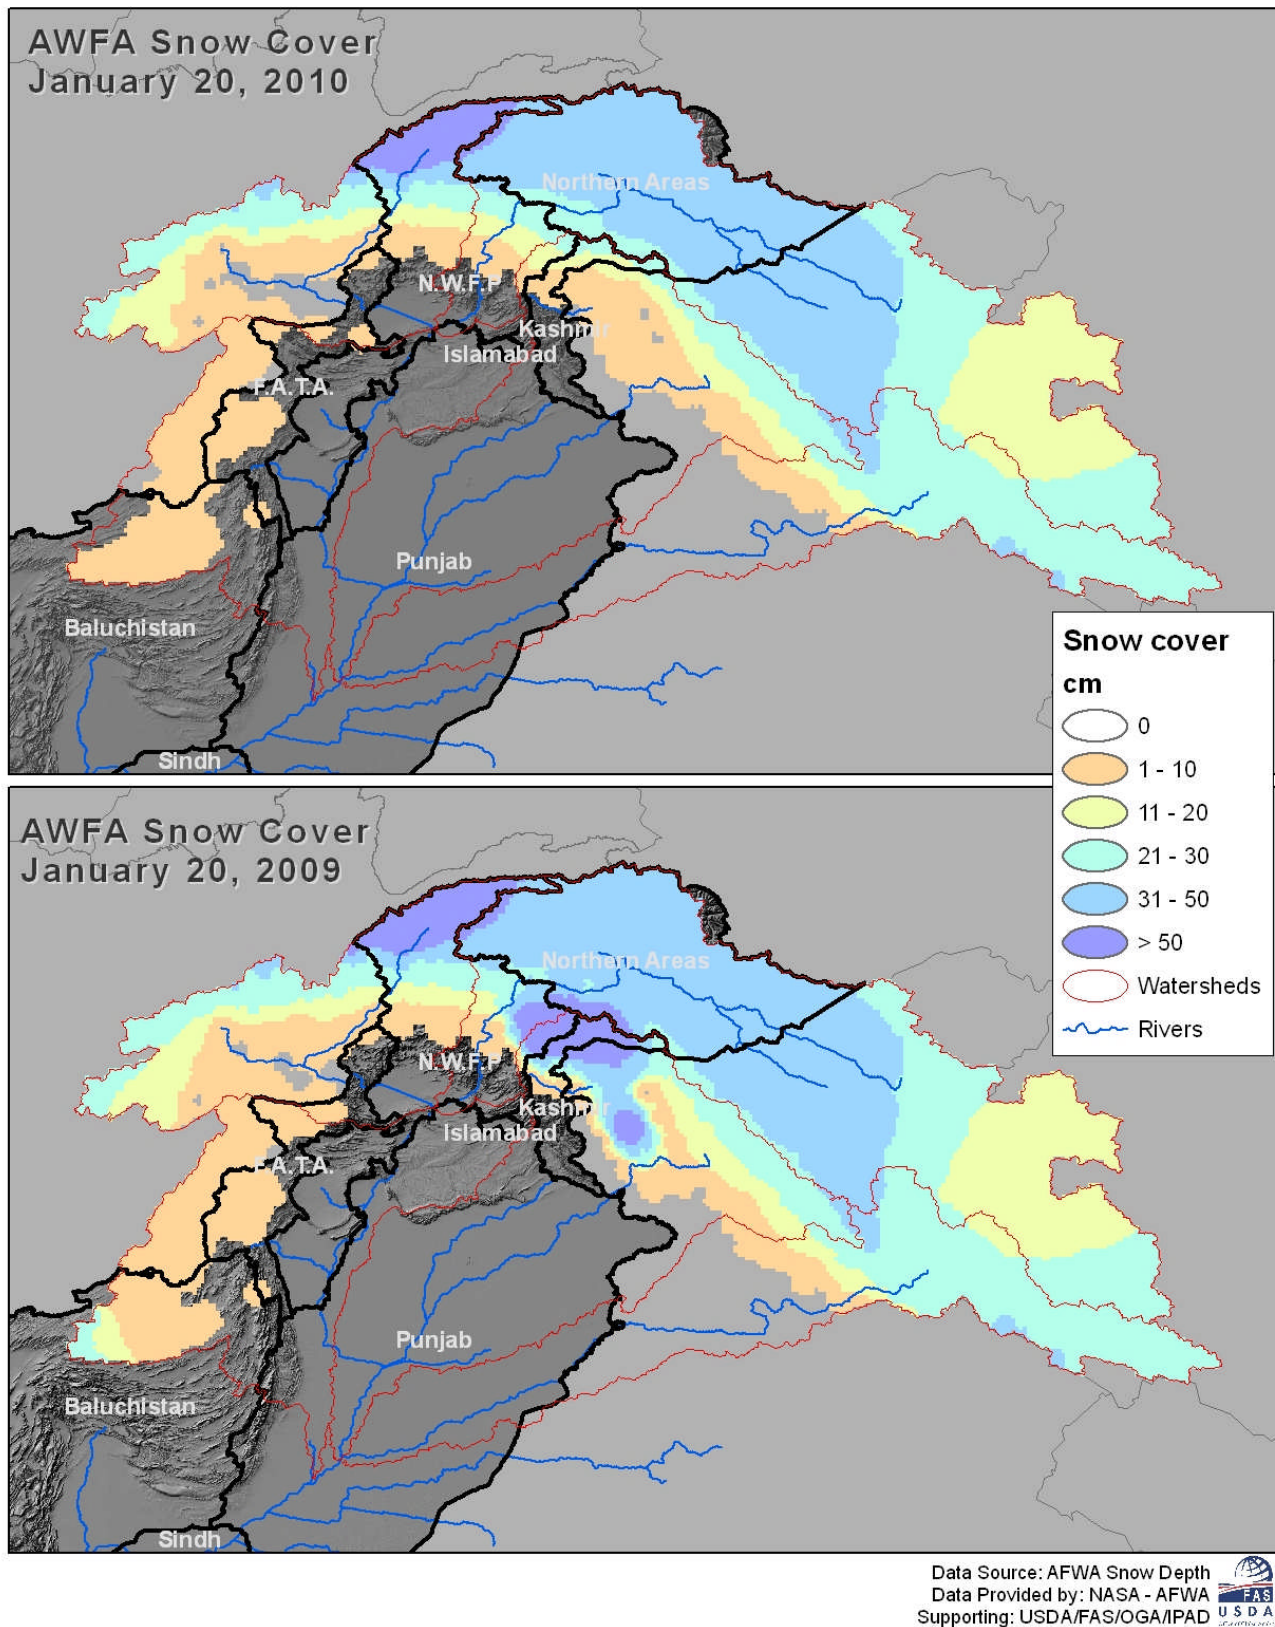 AWFA Snow Cover
January 20, 2010
Northern Areas
N.W.F.P
Kashmir
Islamabad
F.A.T.A.
Punjab
Baluchistan
Sindh
Snow cover
cm
0
1 - 10
11 - 20
21 - 30
31 - 50
> 50
Watersheds
Rivers
AWFA Snow Cover
January 20, 2009
Northern Areas
N.W.F.P
Kashmir
Islamabad
F.A.T.A.
Punjab
Baluchistan
Sindh
Data Source: AFWA Snow Depth
Data Provided by: NASA - AFWA
Supporting: USDA/FAS/OGA/IPAD
FAS
USDA